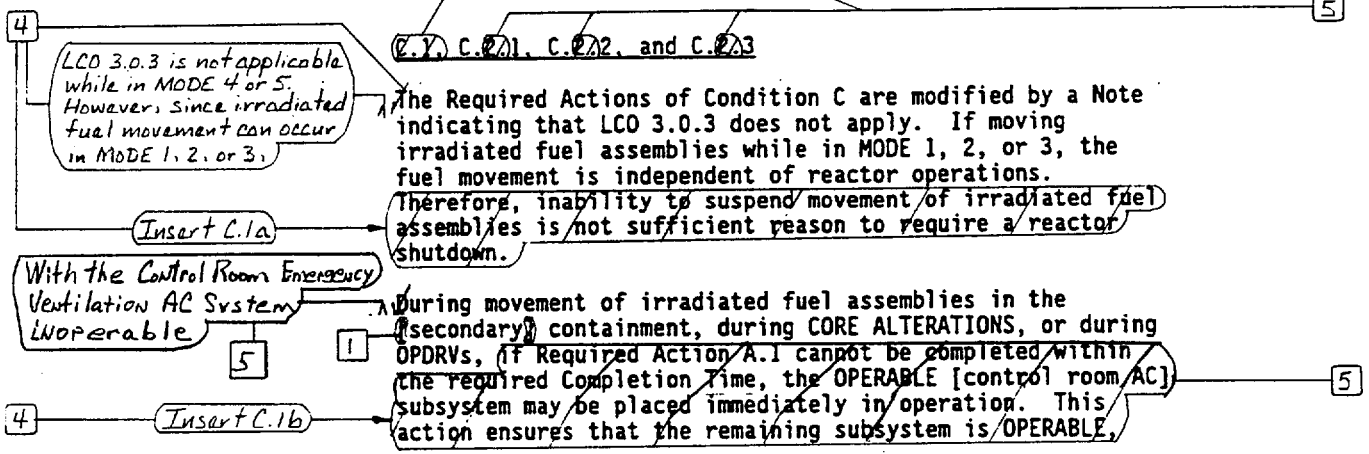 4
5
C.1, C.2.1, C.2.2, and C.2.3
LCO 3.0.3 is not applicable
while in MODE 4 or 5.
However, since irradiated
fuel movement can occur
in MODE 1, 2, or 3,
The Required Actions of Condition C are modified by a Note
indicating that LCO 3.0.3 does not apply. If moving
irradiated fuel assemblies while in MODE 1, 2, or 3, the
fuel movement is independent of reactor operations.
Therefore, inability to suspend movement of irradiated fuel
assemblies is not sufficient reason to require a reactor
shutdown.
Insert C.1a
With the Control Room Emergency
Ventilation AC System
Inoperable
5
1
During movement of irradiated fuel assemblies in the
[secondary] containment, during CORE ALTERATIONS, or during
OPDRVs, if Required Action A.1 cannot be completed within
the required Completion Time, the OPERABLE [control room AC]
subsystem may be placed immediately in operation. This
action ensures that the remaining subsystem is OPERABLE,
5
4
Insert C.1b